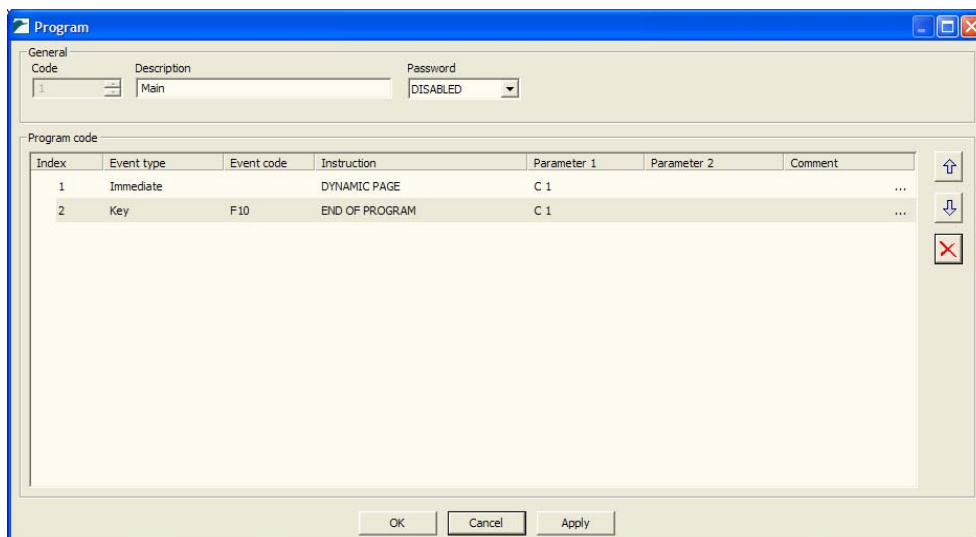 Program
General
Code Description Password
1 Main DISABLED
Program code
Index Event type Event code Instruction Parameter 1 Parameter 2 Comment
1 Immediate DYNAMIC PAGE C 1 ...
2 Key F10 END OF PROGRAM C 1 ...
OK Cancel Apply